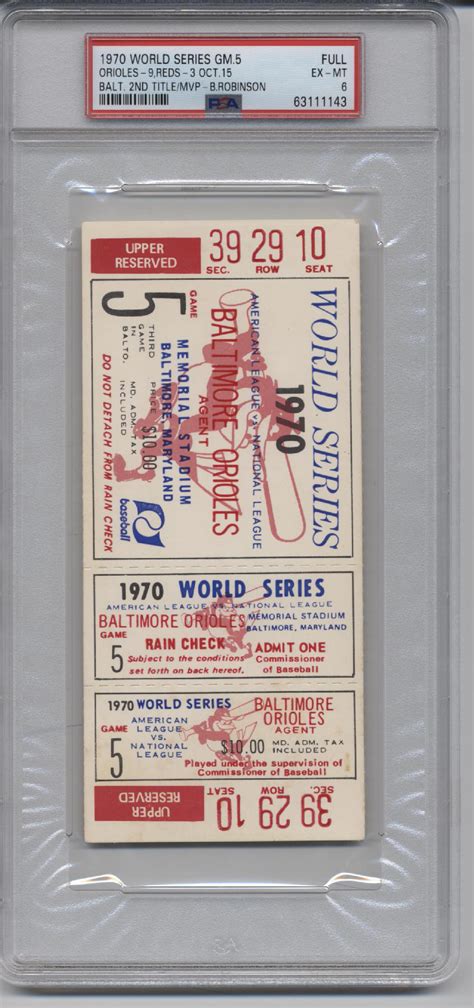 1970 WORLD SERIES GM.5 FULL
ORIOLES-9,REDS-3 OCT.15 EX-MT
BALT. 2ND TITLE/MVP - B.ROBINSON 6
PSA 63111143
UPPER
RESERVED
39 29 10
SEC. ROW SEAT
WORLD SERIES
1970
AMERICAN LEAGUE vs. NATIONAL LEAGUE
BALTIMORE ORIOLES
AGENT
MEMORIAL STADIUM
BALTIMORE, MARYLAND
GAME
5
THIRD
GAME
IN
BALTO.
PRICE $10.00
MD. ADM. TAX
INCLUDED
DO NOT DETACH FROM RAIN CHECK
baseball
1970 WORLD SERIES
AMERICAN LEAGUE VS. NATIONAL LEAGUE
BALTIMORE ORIOLES MEMORIAL STADIUM
BALTIMORE, MARYLAND
GAME
5
RAIN CHECK ADMIT ONE
Subject to the conditions Commissioner
set forth on back hereof. of Baseball
1970 WORLD SERIES BALTIMORE
ORIOLES
AGENT
GAME
5
AMERICAN
LEAGUE
VS.
NATIONAL
LEAGUE
$10.00 MD. ADM. TAX
INCLUDED
Played under the supervision of
Commissioner of Baseball
UPPER
RESERVED
39 29 10
SEC. ROW SEAT